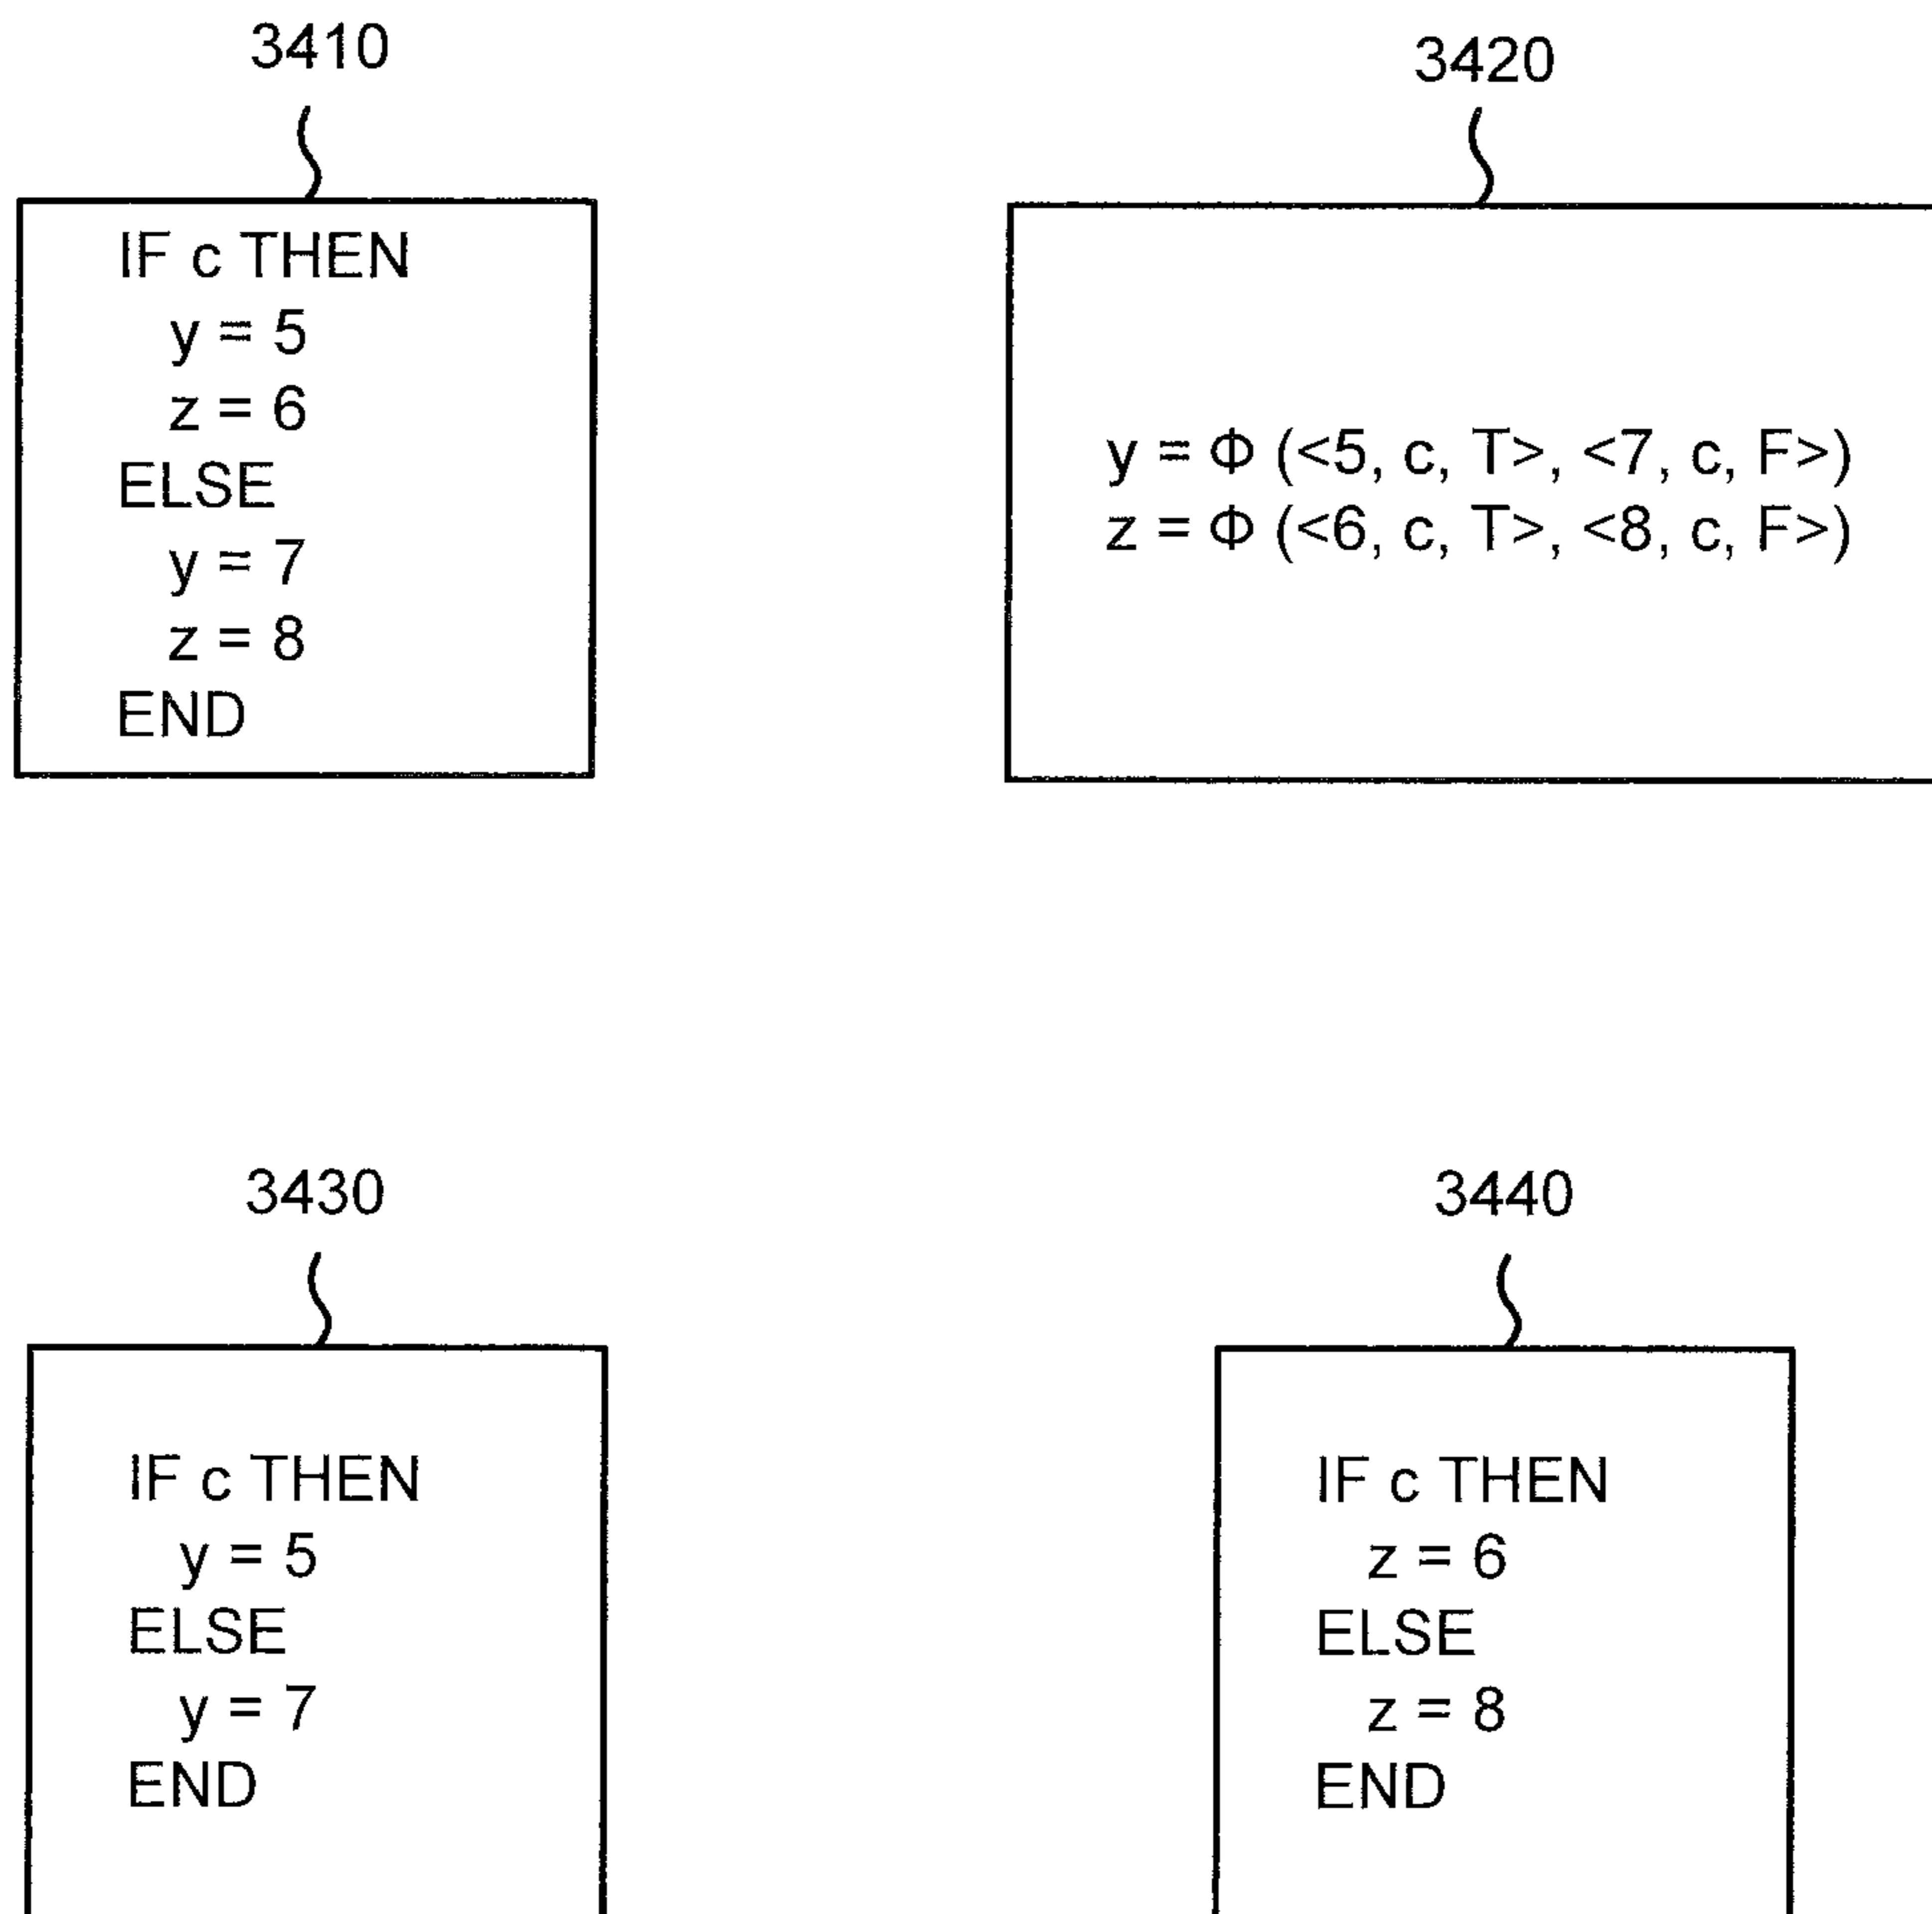 3410
IF c THEN
y = 5
z = 6
ELSE
y = 7
z = 8
END
3420
y = Φ (<5, c, T>, <7, c, F>)
z = Φ (<6, c, T>, <8, c, F>)
3430
IF c THEN
y = 5
ELSE
y = 7
END
3440
IF c THEN
z = 6
ELSE
z = 8
END